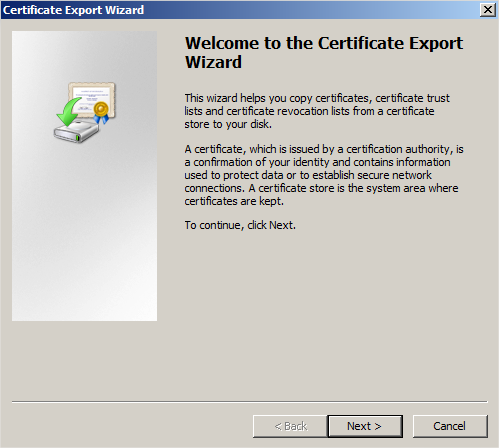 Certificate Export Wizard
Welcome to the Certificate Export
Wizard
This wizard helps you copy certificates, certificate trust
lists and certificate revocation lists from a certificate
store to your disk.
A certificate, which is issued by a certification authority, is
a confirmation of your identity and contains information
used to protect data or to establish secure network
connections. A certificate store is the system area where
certificates are kept.
To continue, click Next.
< Back
Next >
Cancel